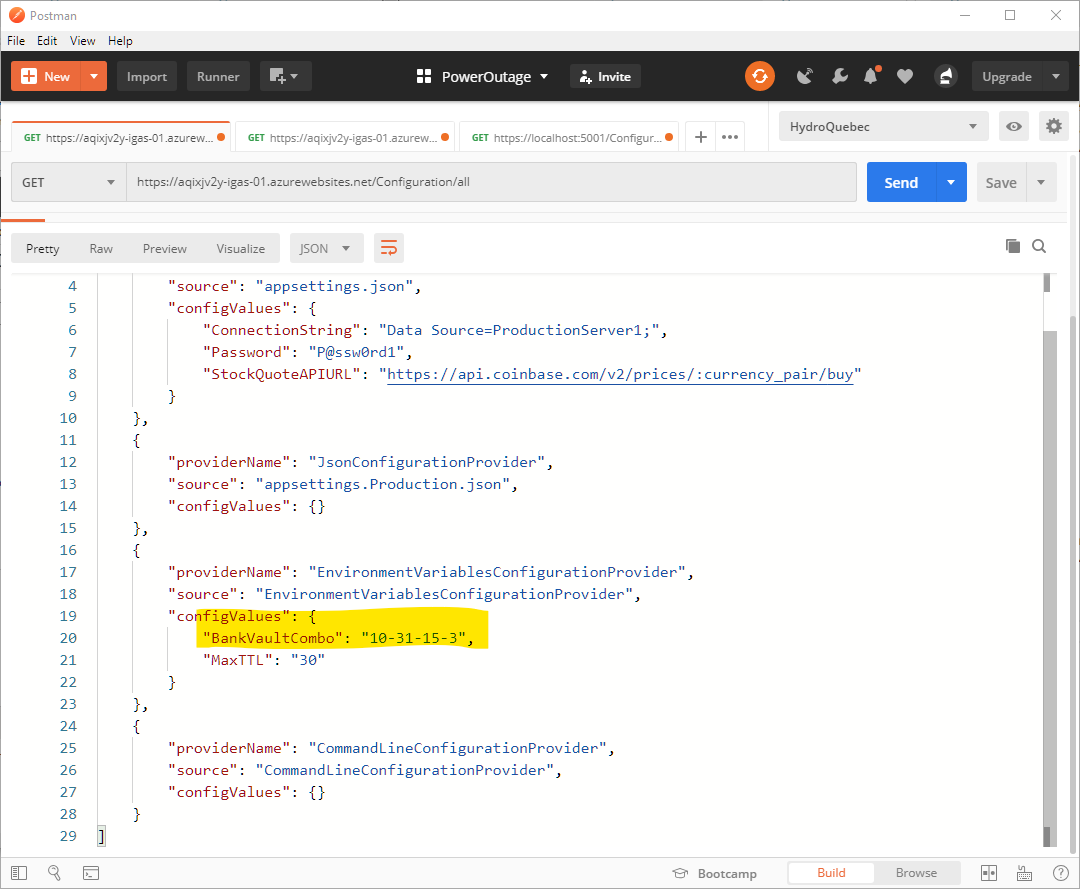 Postman
File Edit View Help
New Import Runner PowerOutage Invite Upgrade
GET https://aqixjv2y-igas-01.azurew... GET https://aqixjv2y-igas-01.azurew... GET https://localhost:5001/Configur... + ••• HydroQuebec
GET https://aqixjv2y-igas-01.azurewebsites.net/Configuration/all Send Save
Pretty Raw Preview Visualize JSON
4 "source": "appsettings.json",
5 "configValues": {
6 "ConnectionString": "Data Source=ProductionServer1;",
7 "Password": "P@ssw0rd1",
8 "StockQuoteAPIURL": "https://api.coinbase.com/v2/prices/:currency_pair/buy"
9 }
10 },
11 {
12 "providerName": "JsonConfigurationProvider",
13 "source": "appsettings.Production.json",
14 "configValues": {}
15 },
16 {
17 "providerName": "EnvironmentVariablesConfigurationProvider",
18 "source": "EnvironmentVariablesConfigurationProvider",
19 "configValues": {
20 "BankVaultCombo": "10-31-15-3",
21 "MaxTTL": "30"
22 }
23 },
24 {
25 "providerName": "CommandLineConfigurationProvider",
26 "source": "CommandLineConfigurationProvider",
27 "configValues": {}
28 }
29 ]
Bootcamp Build Browse